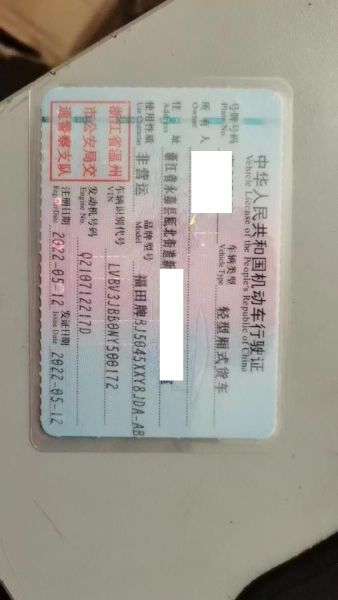 中华人民共和国机动车行驶证
Vehicle License of the People's Republic of China
号牌号码
Plate No.
车辆类型
Vehicle Type
轻型厢式货车
所有人
Owner
住址
Address
浙江省永嘉县瓯北街道新
使用性质
Use Character
非营运
品牌型号
Model
福田牌BJ5045XXY8JDA-AB
浙江省温州
市公安局交
通警察支队
车辆识别代号
VIN
LVBV3JBB0NY500172
发动机号码
Engine No.
Q210712217D
注册日期
Register Date
2022-05-12
发证日期
Issue Date
2022-05-12